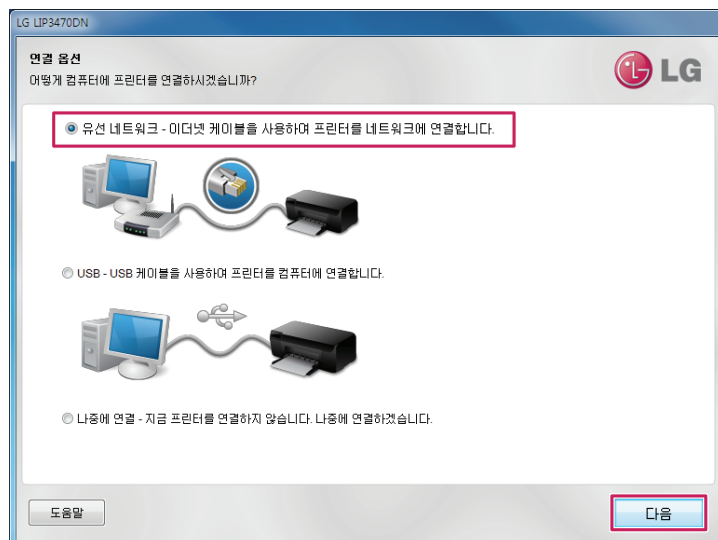 LG LIP3470DN
연결 옵션
어떻게 컴퓨터에 프린터를 연결하시겠습니까?
LG
유선 네트워크 - 이더넷 케이블을 사용하여 프린터를 네트워크에 연결합니다.
USB - USB 케이블을 사용하여 프린터를 컴퓨터에 연결합니다.
나중에 연결 - 지금 프린터를 연결하지 않습니다. 나중에 연결하겠습니다.
도움말
다음